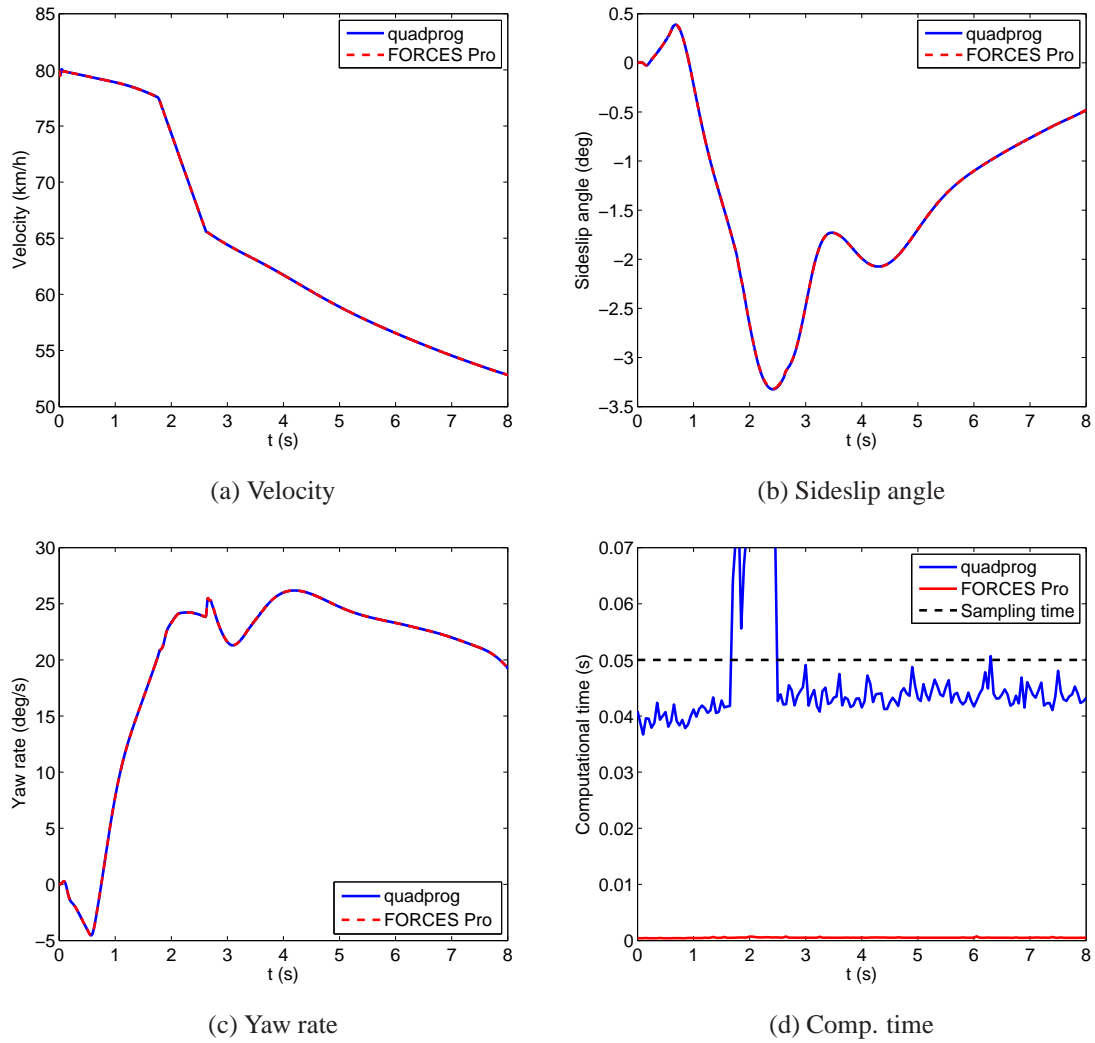 85
80
75
70
65
60
55
50
Velocity (km/h)
0 1 2 3 4 5 6 7 8
t (s)
quadprog
FORCES Pro
(a) Velocity
0.5
0
−0.5
−1
−1.5
−2
−2.5
−3
−3.5
Sideslip angle (deg)
0 1 2 3 4 5 6 7 8
t (s)
quadprog
FORCES Pro
(b) Sideslip angle
30
25
20
15
10
5
0
−5
Yaw rate (deg/s)
0 1 2 3 4 5 6 7 8
t (s)
quadprog
FORCES Pro
(c) Yaw rate
0.07
0.06
0.05
0.04
0.03
0.02
0.01
0
Computational time (s)
0 1 2 3 4 5 6 7 8
t (s)
quadprog
FORCES Pro
Sampling time
(d) Comp. time